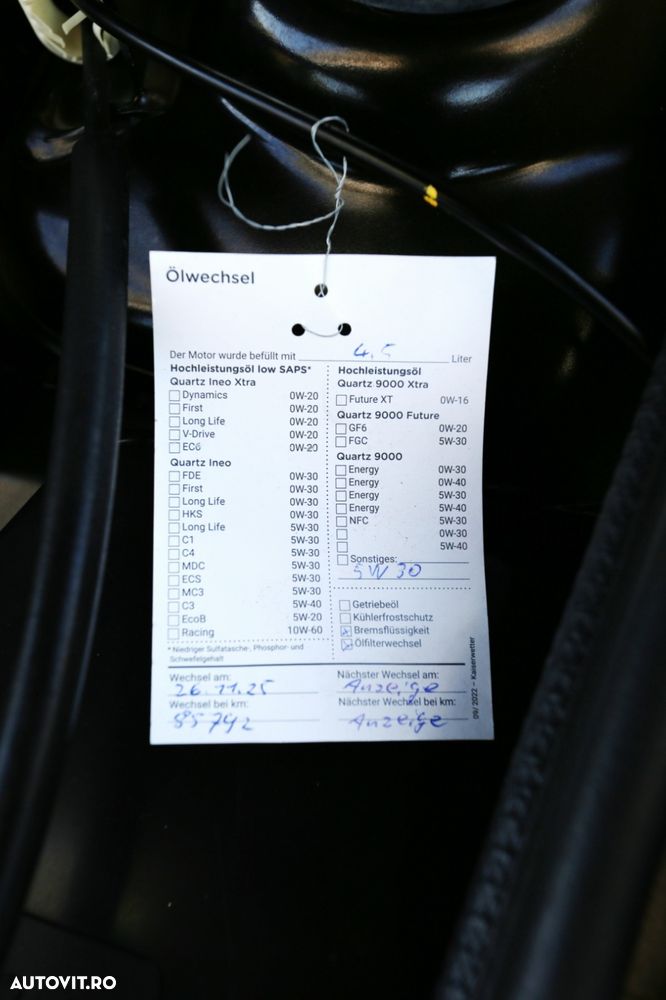 Ölwechsel
Der Motor wurde befüllt mit 4,5 Liter
Hochleistungsöl low SAPS*
Quartz Ineo Xtra
Dynamics 0W-20
First 0W-20
Long Life 0W-20
V-Drive 0W-20
EC6 0W-20
Quartz Ineo
FDE 0W-30
First 0W-30
Long Life 0W-30
HKS 0W-30
Long Life 5W-30
C1 5W-30
C4 5W-30
MDC 5W-30
ECS 5W-30
MC3 5W-30
C3 5W-40
EcoB 5W-20
Racing 10W-60
* Niedriger Sulfatasche-, Phosphor- und
Schwefelgehalt
Hochleistungsöl
Quartz 9000 Xtra
Future XT 0W-16
Quartz 9000 Future
GF6 0W-20
FGC 5W-30
Quartz 9000
Energy 0W-30
Energy 0W-40
Energy 5W-30
Energy 5W-40
NFC 5W-30
0W-30
5W-40
Sonstiges:
5W30
Getriebeöl
Kühlerfrostschutz
Bremsflüssigkeit
Ölfilterwechsel
Wechsel am:
26.11.25
Wechsel bei km:
85742
Nächster Wechsel am:
Anzeige
Nächster Wechsel bei km:
Anzeige
09/2022 – Kaiserwetter
AUTOVIT.RO